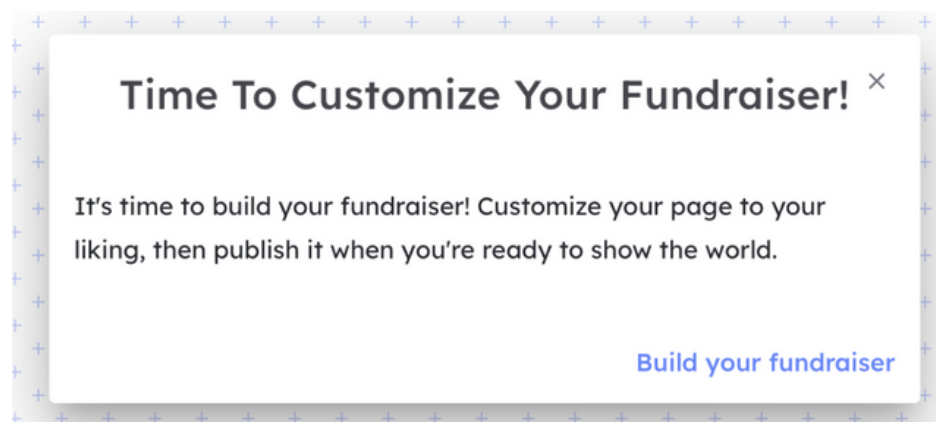 Time To Customize Your Fundraiser!
It's time to build your fundraiser! Customize your page to your
liking, then publish it when you're ready to show the world.
Build your fundraiser